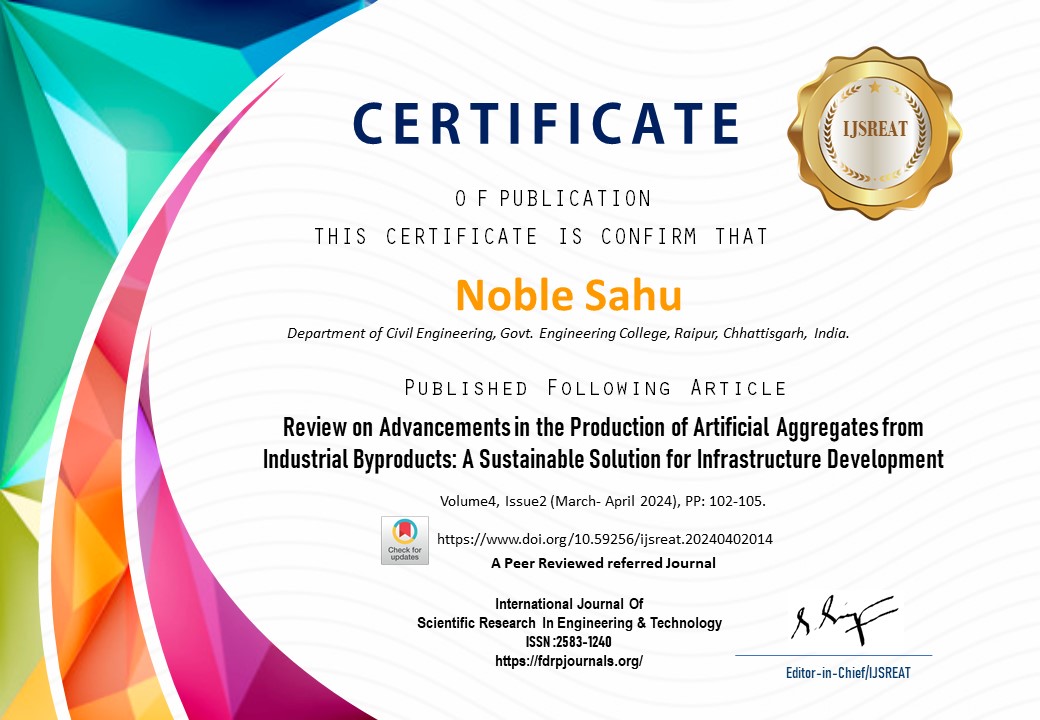 CERTIFICATE
IJSREAT
O F PUBLICATION
THIS CERTIFICATE IS CONFIRM THAT
Noble Sahu
Department of Civil Engineering, Govt. Engineering College, Raipur, Chhattisgarh, India.
PUBLISHED FOLLOWING ARTICLE
Review on Advancements in the Production of Artificial Aggregates from
Industrial Byproducts: A Sustainable Solution for Infrastructure Development
Volume4, Issue2 (March- April 2024), PP: 102-105.
Check for
updates
https://www.doi.org/10.59256/ijsreat.20240402014
A Peer Reviewed referred Journal
International Journal Of
Scientific Research In Engineering & Technology
ISSN :2583-1240
https://fdrpjournals.org/
Editor-in-Chief/IJSREAT